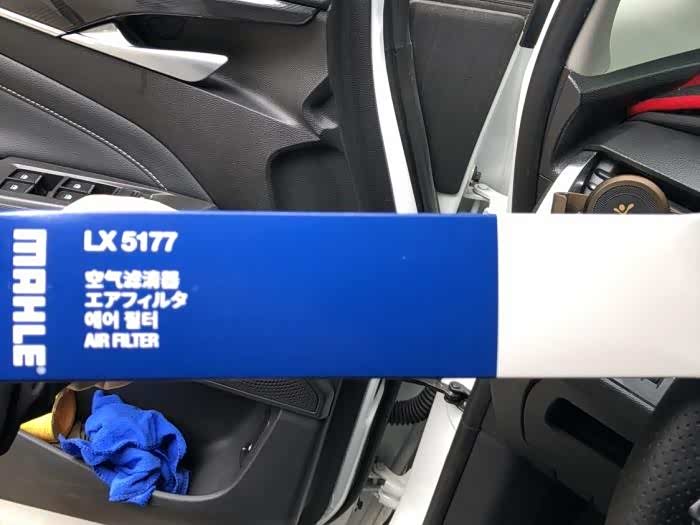 MAHLE®
LX 5177
空气滤清器
エアフィルタ
에어 필터
AIR FILTER